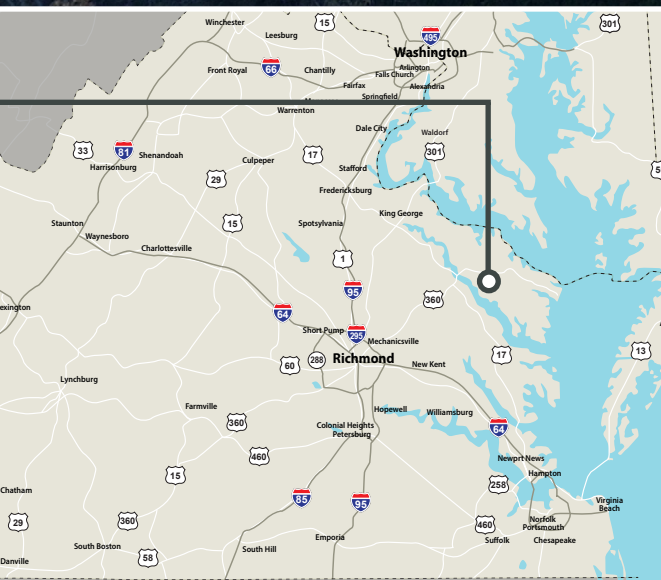 Winchester
15
301
Leesburg
495
Washington
66
Front Royal
Chantilly
Arlington
Falls Church
Fairfax
Alexandria
Springfield
Warrenton
Dale City
Waldorf
33
81
Shenandoah
17
301
Harrisonburg
Culpeper
Stafford
29
Fredericksburg
King George
Staunton
15
Spotsylvania
Waynesboro
Charlottesville
1
95
360
exington
64
Short Pump
295
Mechanicsville
288
Richmond
17
13
60
New Kent
Lynchburg
Farmville
Hopewell
Williamsburg
360
Colonial Heights
64
Petersburg
460
Newprt News
15
Hampton
258
Chatham
85
95
Virginia
Beach
29
360
460
Norfolk
Portsmouth
Emporia
Suffolk
Chesapeake
South Boston
South Hill
58
Danville